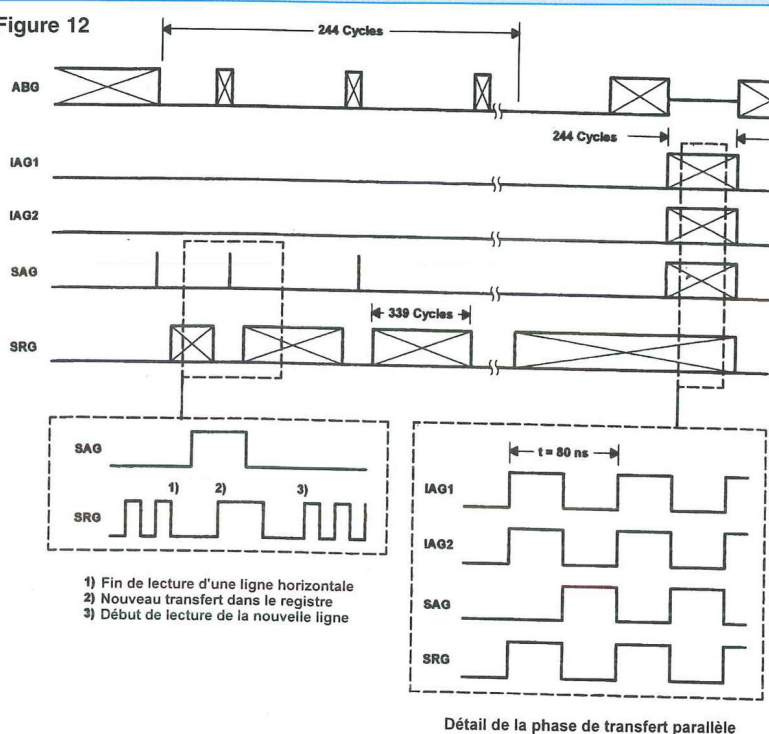 Figure 12
244 Cycles
ABG
244 Cycles
IAG1
IAG2
SAG
339 Cycles
SRG
SAG
1) 2) 3)
SRG
t = 80 ns
IAG1
IAG2
SAG
SRG
1) Fin de lecture d'une ligne horizontale
2) Nouveau transfert dans le registre
3) Début de lecture de la nouvelle ligne
Détail de la phase de transfert parallèle